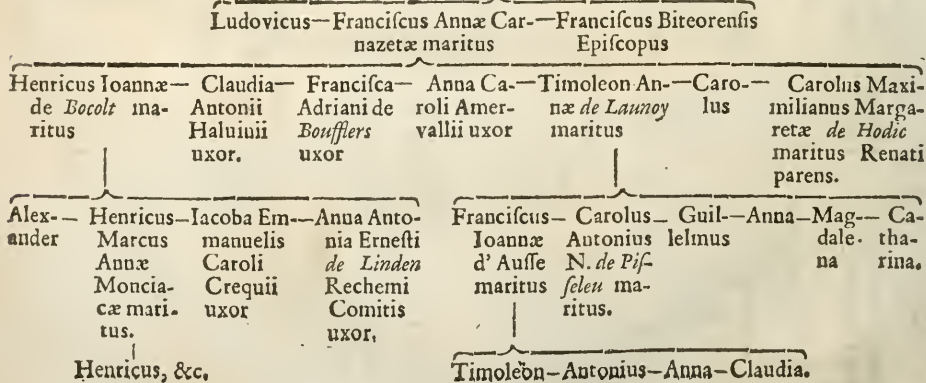 Ludovicus—Franciſcus Annæ Car-—Franciſcus Biteorenſis
nazetæ maritus Epiſcopus
Henricus Ioannæ—
de Bocolt ma-
ritus
Claudia—
Antonii
Haluinii
uxor.
Franciſca—
Adriani de
Boufflers
uxor
Anna Ca-—
roli Amer-
vallii uxor
Timoleon An-—
næ de Launoy
maritus
Caro-—
lus
Carolus Maxi-
milianus Marga-
retæ de Hodic
maritus Renati
parens.
Alex-—
ander
Henricus—
Marcus
Annæ
Moncia-
cæ mari-
tus.
Iacoba Em-—
manuelis
Caroli
Crequii
uxor
Anna Anto-
nia Erneſti
de Linden
Rechemi
Comitis
uxor.
Franciſcus—
Ioannæ
d'Auſſe
maritus
Carolus—
Antonius
N. de Piſ-
ſeleu ma-
ritus.
Guil-—
lelmus
Anna—
Mag-—
dale-
na
Ca-
tha-
rina.
Henricus, &c.
Timoleon—Antonius—Anna—Claudia.